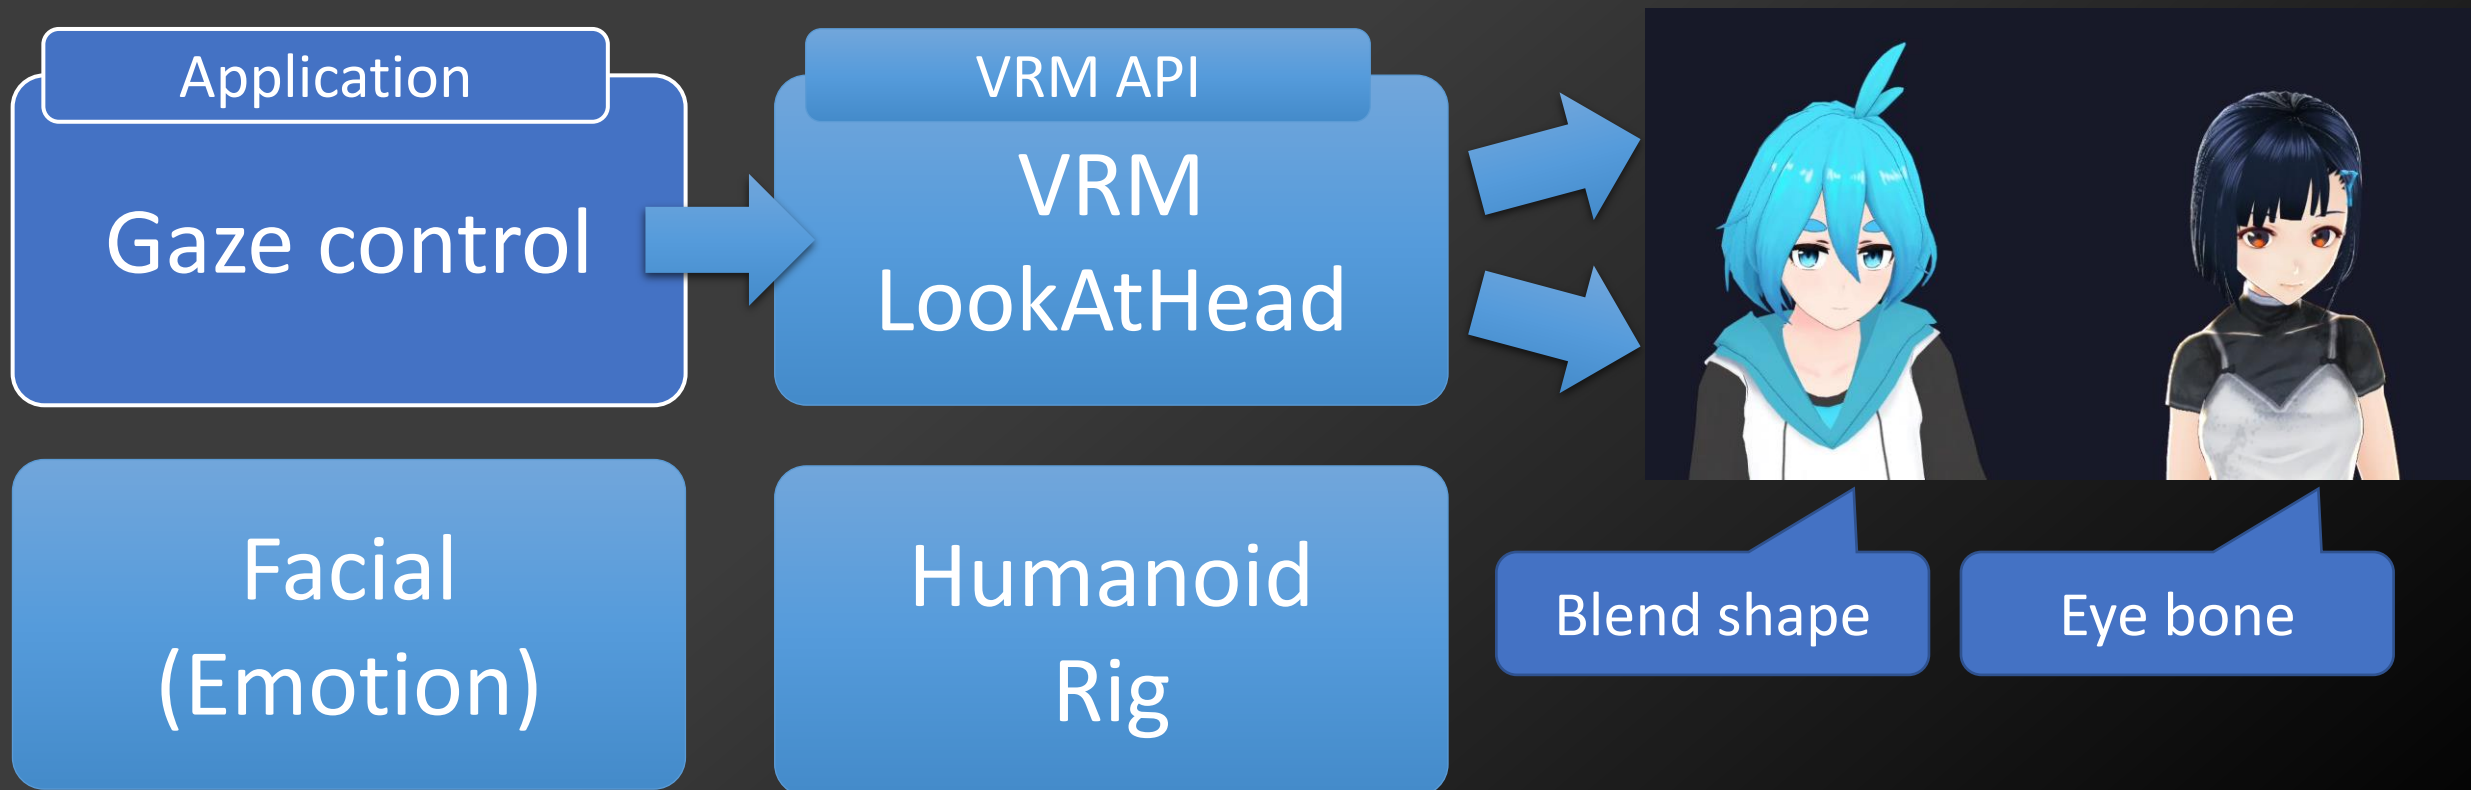 Application
Gaze control
VRM API
VRM
LookAtHead
Facial
(Emotion)
Humanoid
Rig
Blend shape
Eye bone